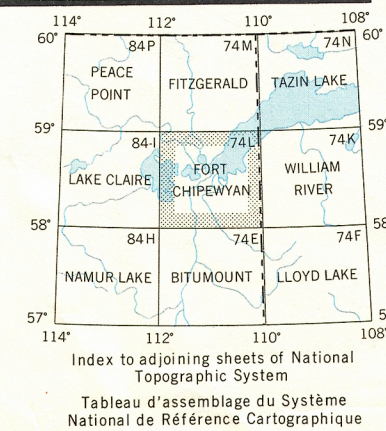 114° 112° 110° 108°
60° 84P 74M 74N 60°
PEACE
POINT
FITZGERALD
TAZIN LAKE
59° 84-I 74L 74K
LAKE CLAIRE
FORT
CHIPEWYAN
WILLIAM
RIVER
58° 84H 74E 74F
NAMUR LAKE BITUMOUNT LLOYD LAKE
57° 5
114° 112° 110° 108°
Index to adjoining sheets of National
Topographic System
Tableau d'assemblage du Système
National de Référence Cartographique